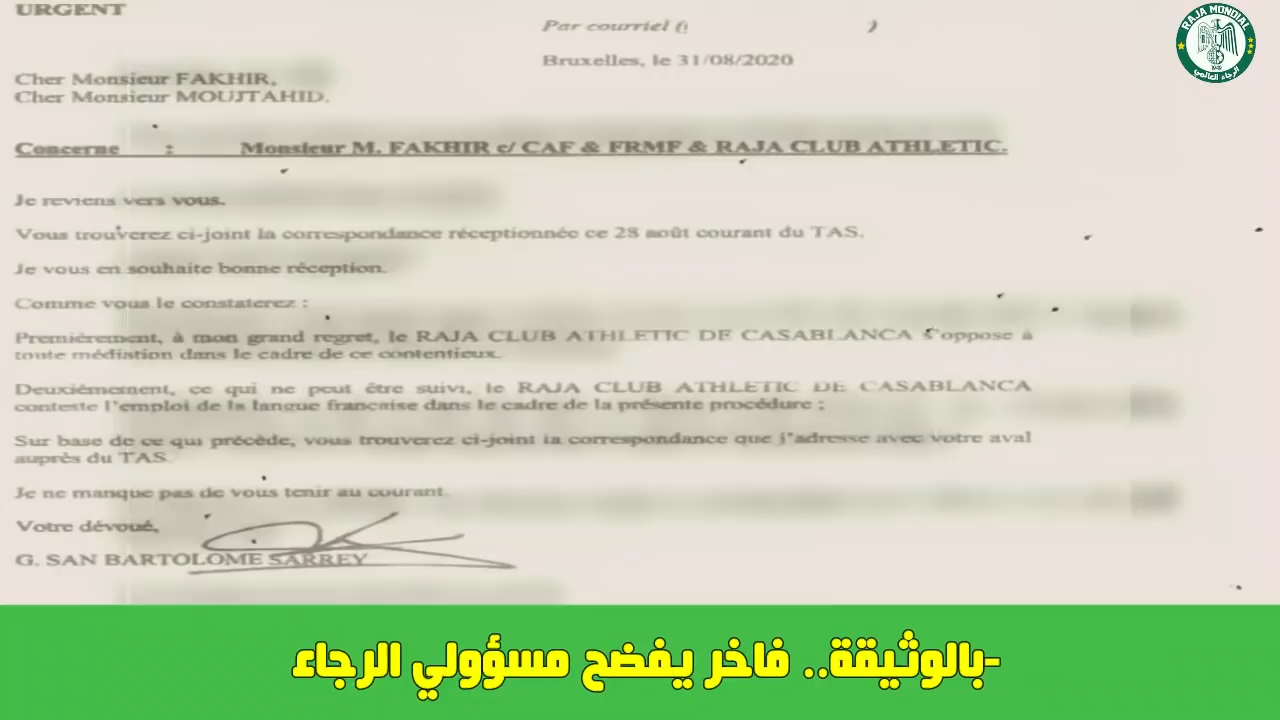 URGENT
Par courriel ( )
Bruxelles, le 31/08/2020
RAJA MONDIAL
1949
الرجاء العالمي
Cher Monsieur FAKHIR,
Cher Monsieur MOUJTAHID.
Concerne : Monsieur M. FAKHIR c/ CAF & FRMF & RAJA CLUB ATHLETIC.
Je reviens vers vous.
Vous trouverez ci-joint la correspondance réceptionnée ce 28 août courant du TAS.
Je vous en souhaite bonne réception.
Comme vous le constaterez :
Premièrement, à mon grand regret, le RAJA CLUB ATHLETIC DE CASABLANCA s'oppose à
toute médiation dans le cadre de ce contentieux.
Deuxièmement, ce qui ne peut être suivi, le RAJA CLUB ATHLETIC DE CASABLANCA
conteste l'emploi de la langue française dans le cadre de la présente procédure ;
Sur base de ce qui précède, vous trouverez ci-joint la correspondance que j'adresse avec votre aval
auprès du TAS.
Je ne manque pas de vous tenir au courant.
Votre dévoué,
G. SAN BARTOLOME SARREY
-بالوثيقة.. فاخر يفضح مسؤولي الرجاء